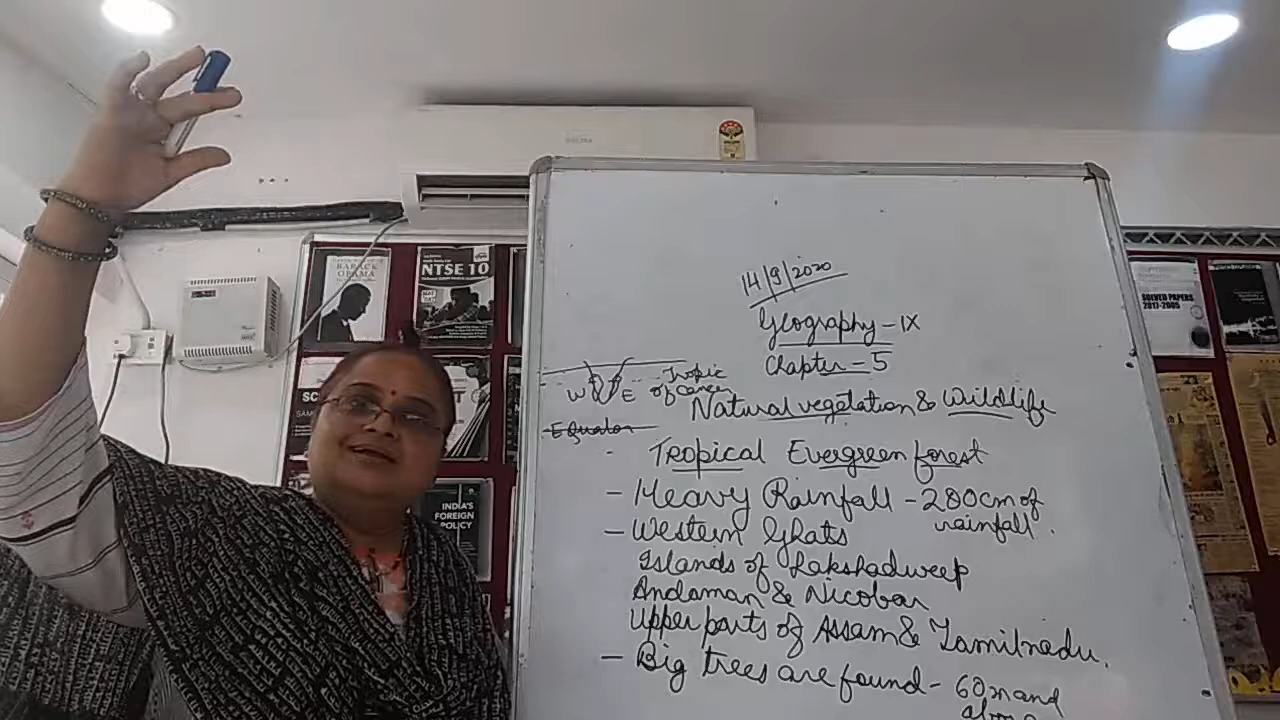 BARACK
OBAMA
NTSE 10
INDIA'S
FOREIGN
POLICY
SOLVED PAPERS
2017-2005
14/9/2020
Geography - IX
Chapter - 5
Tropic
of Cancer
W E
Equator
Natural vegetation & Wildlife
Tropical Evergreen forest
- Heavy Rainfall - 280cm of
rainfall.
- Western Ghats
Islands of Lakshadweep
Andaman & Nicobar
Upper parts of Assam & Tamilnadu.
- Big trees are found - 60m and
above